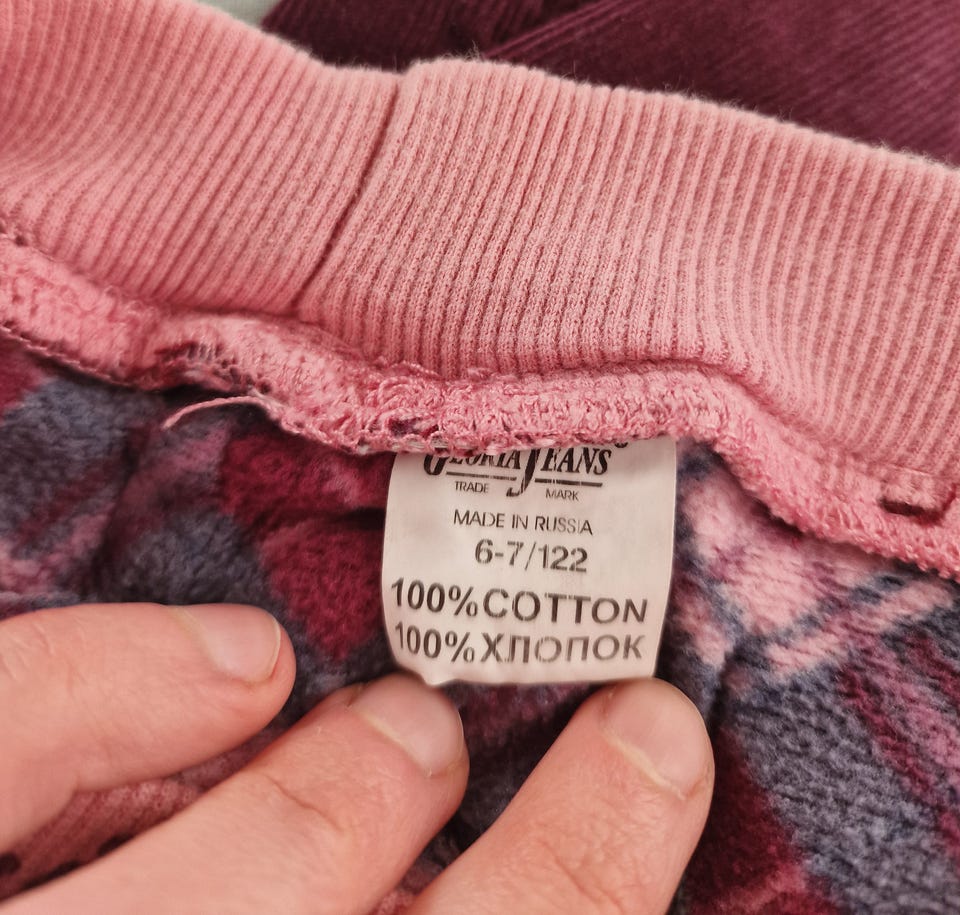 GLORIA JEANS
TRADE MARK
MADE IN RUSSIA
6-7/122
100% COTTON
100% ХЛОПОК